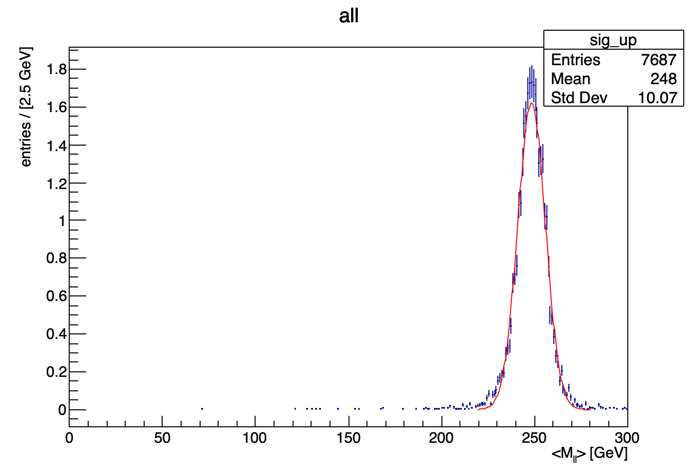 all
sig_up
Entries 7687
Mean 248
Std Dev 10.07
entries / [2.5 GeV]
1.8
1.6
1.4
1.2
1
0.8
0.6
0.4
0.2
0
0 50 100 150 200 250 300
<M_{||}> [GeV]